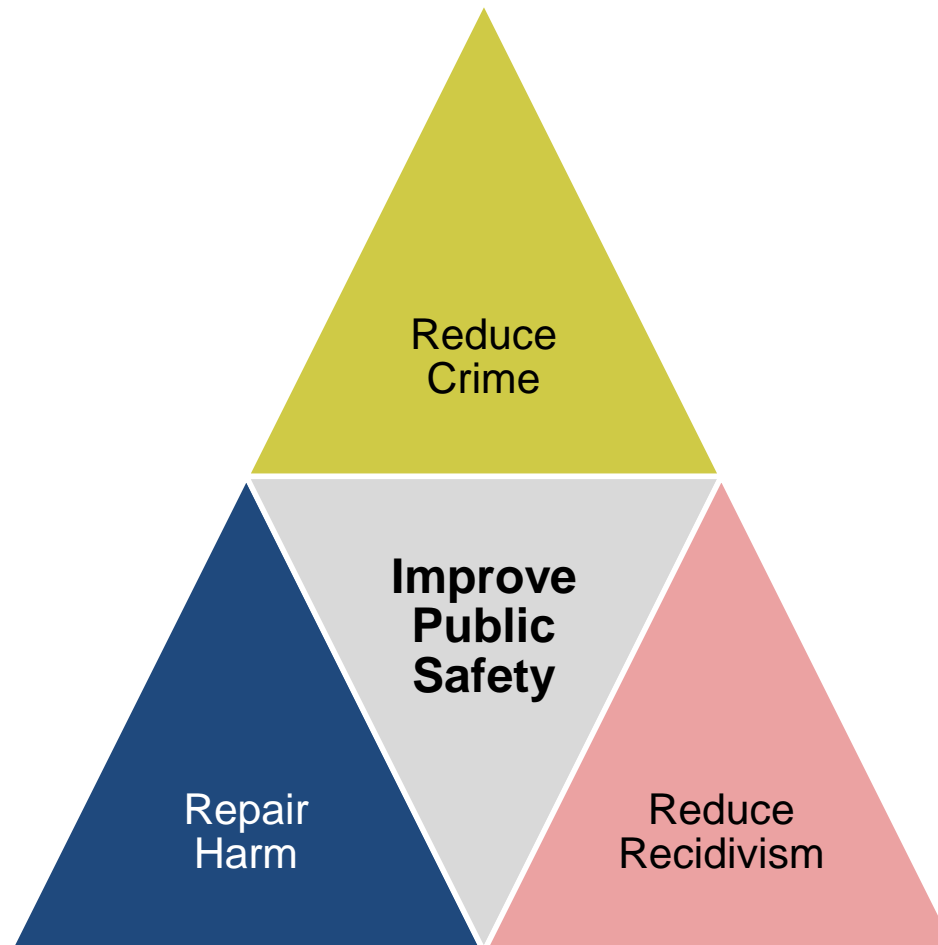 Reduce
Crime
Improve
Public
Safety
Repair
Harm
Reduce
Recidivism